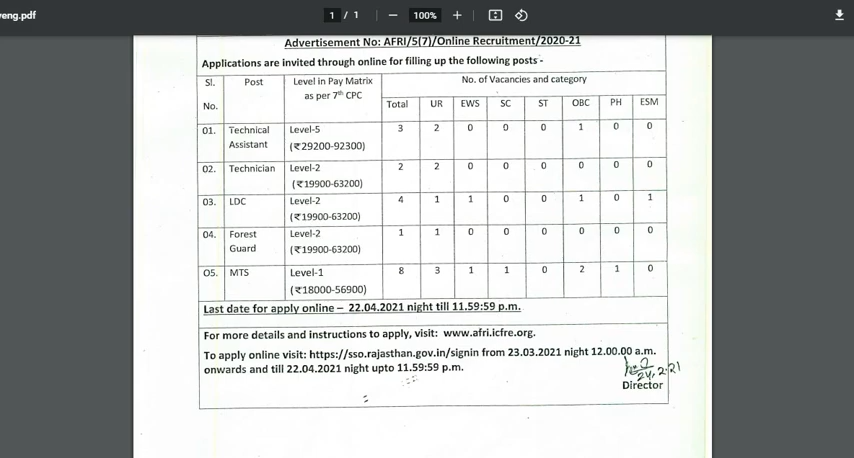 veng.pdf
1 / 1 | — 100% +
Advertisement No: AFRI/5(7)/Online Recruitment/2020-21
Applications are invited through online for filling up the following posts -
Sl. No. Post Level in Pay Matrix as per 7th CPC No. of Vacancies and category
Total UR EWS SC ST OBC PH ESM
01. Technical Assistant Level-5 (₹29200-92300) 3 2 0 0 0 1 0 0
02. Technician Level-2 (₹19900-63200) 2 2 0 0 0 0 0 0
03. LDC Level-2 (₹19900-63200) 4 1 1 0 0 1 0 1
04. Forest Guard Level-2 (₹19900-63200) 1 1 0 0 0 0 0 0
05. MTS Level-1 (₹18000-56900) 8 3 1 1 0 2 1 0
Last date for apply online – 22.04.2021 night till 11.59:59 p.m.
For more details and instructions to apply, visit: www.afri.icfre.org.
To apply online visit: https://sso.rajasthan.gov.in/signin from 23.03.2021 night 12.00.00 a.m.
onwards and till 22.04.2021 night upto 11.59:59 p.m.
24.2.21
Director